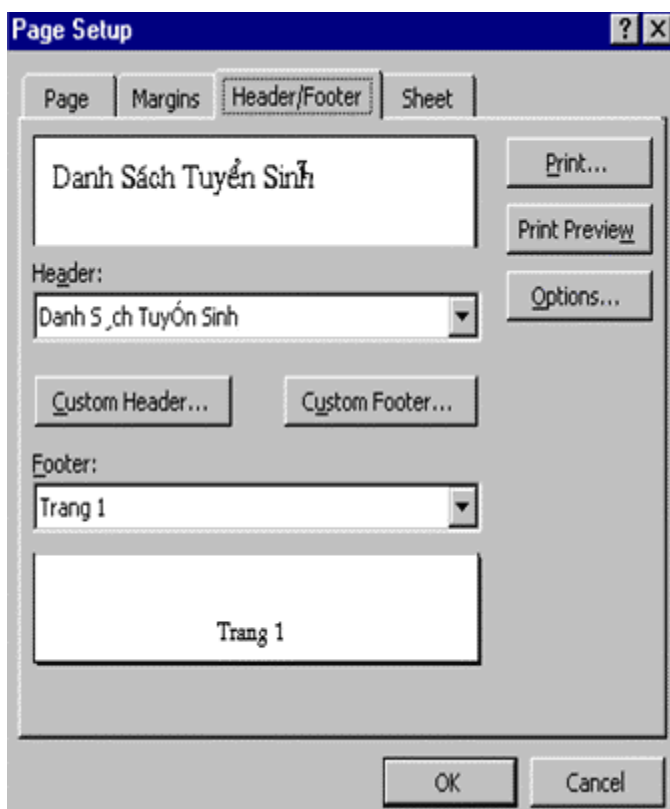 Page Setup
Page Margins Header/Footer Sheet
Danh Sách Tuyển Sinh
Print...
Print Preview
Header:
Options...
Danh S¸ch TuyÓn Sinh
Custom Header... Custom Footer...
Footer:
Trang 1
Trang 1
OK Cancel